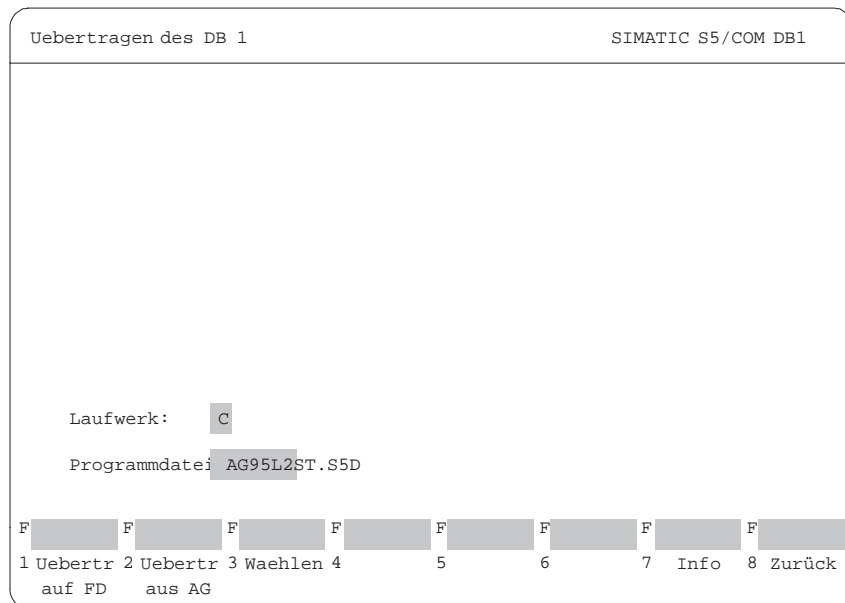 Uebertragen des DB 1 SIMATIC S5/COM DB1
Laufwerk: C
Programmdatei AG95L2ST.S5D
F F F F F F F F
1 Uebertr 2 Uebertr 3 Waehlen 4 5 6 7 Info 8 Zurück
auf FD aus AG